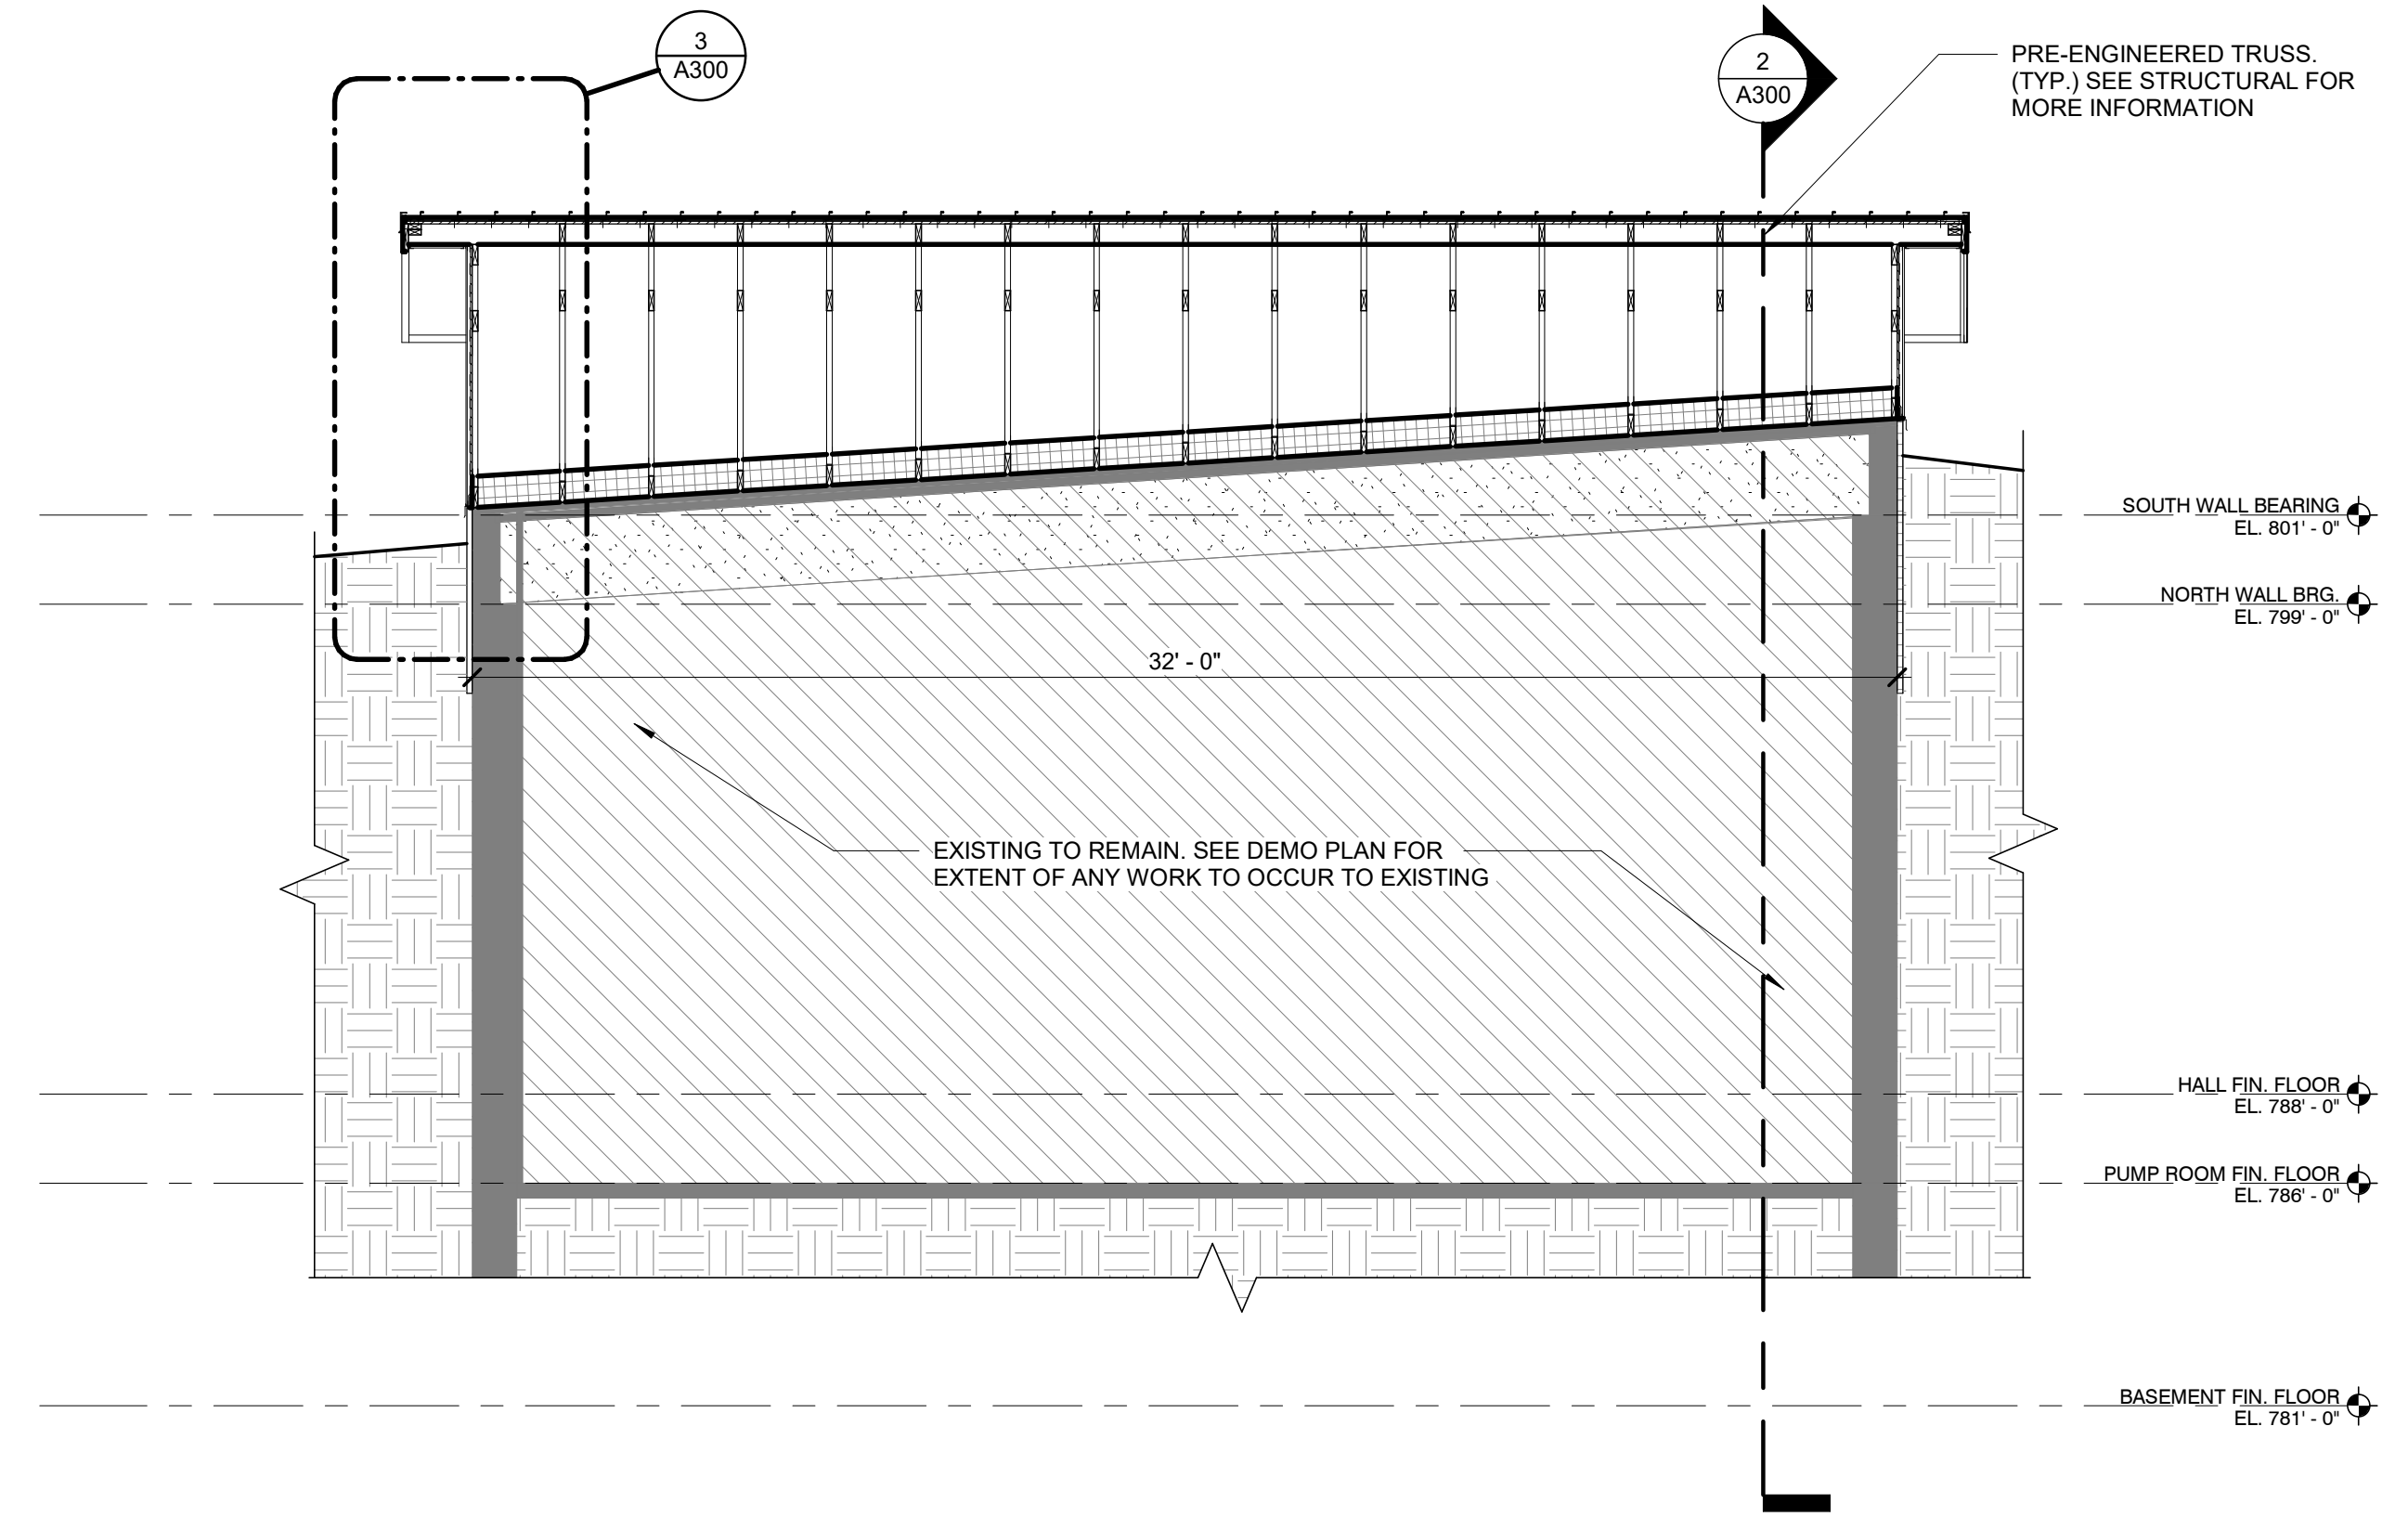 3
A300
2
A300
PRE-ENGINEERED TRUSS.
(TYP.) SEE STRUCTURAL FOR
MORE INFORMATION
SOUTH WALL BEARING
EL. 801' - 0"
NORTH WALL BRG.
EL. 799' - 0"
32' - 0"
EXISTING TO REMAIN. SEE DEMO PLAN FOR
EXTENT OF ANY WORK TO OCCUR TO EXISTING
HALL FIN. FLOOR
EL. 788' - 0"
PUMP ROOM FIN. FLOOR
EL. 786' - 0"
BASEMENT FIN. FLOOR
EL. 781' - 0"